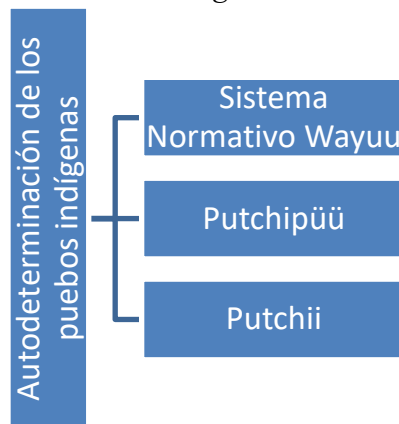 Autodeterminación de los
puebos indígenas
Sistema
Normativo Wayuu
Putchipüü
Putchii